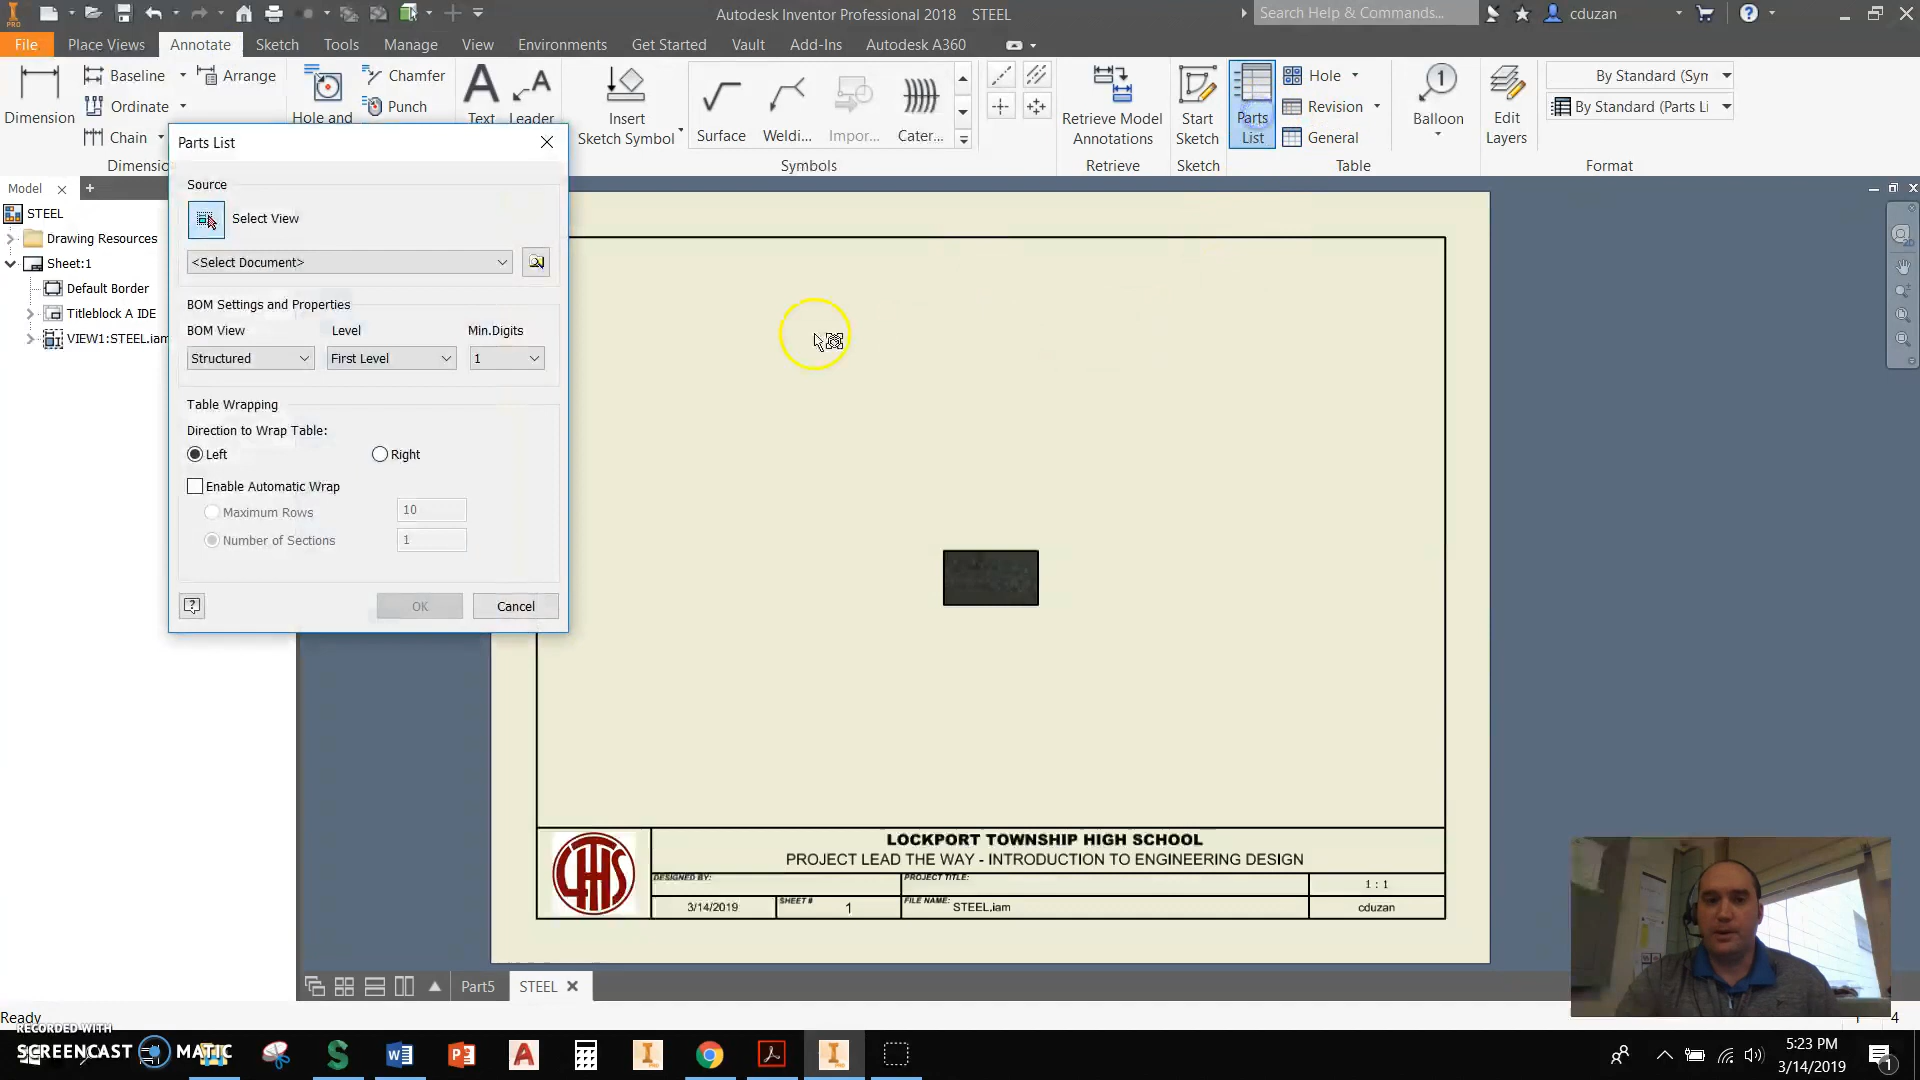 Autodesk Inventor Professional 2018 STEEL
Search Help & Commands...
cduzan
File Place Views Annotate Sketch Tools Manage View Environments Get Started Vault Add-Ins Autodesk A360
Baseline Arrange
Ordinate
Chain
Dimension
Hole and
Chamfer
Punch
Text
Leader
Insert
Sketch Symbol
Surface
Weldi...
Impor...
Cater...
Retrieve Model
Annotations
Start
Sketch
Parts
List
Hole
Revision
General
Balloon
Edit
Layers
By Standard (Syn
By Standard (Parts Li
Dimensio
Symbols
Retrieve
Sketch
Table
Format
Model
STEEL
Drawing Resources
Sheet:1
Default Border
Titleblock A IDE
VIEW1:STEEL.iam
Parts List
Source
Select View
<Select Document>
BOM Settings and Properties
BOM View Level Min.Digits
Structured First Level 1
Table Wrapping
Direction to Wrap Table:
Left Right
Enable Automatic Wrap
Maximum Rows 10
Number of Sections 1
OK Cancel
LOCKPORT TOWNSHIP HIGH SCHOOL
PROJECT LEAD THE WAY - INTRODUCTION TO ENGINEERING DESIGN
DESIGNED BY: PROJECT TITLE: 1 : 1
3/14/2019 SHEET # 1 FILE NAME: STEEL.iam cduzan
LTHS
Part5 STEEL
Ready
4
RECORDED WITH
SCREENCAST MATIC
5:23 PM
3/14/2019
1